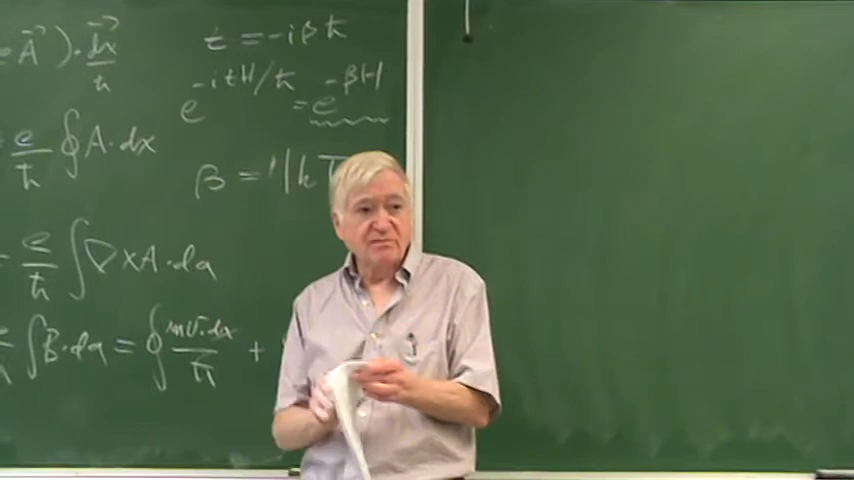 A⃗)·dx⃗/ħ
t = -iβħ
e^{-itH/ħ} = e^{-βH}
e/ħ ∮A·dx
β = 1/kT
= e/ħ ∫∇×A·da
∫B·da = ∮ mv·dx/ħ +